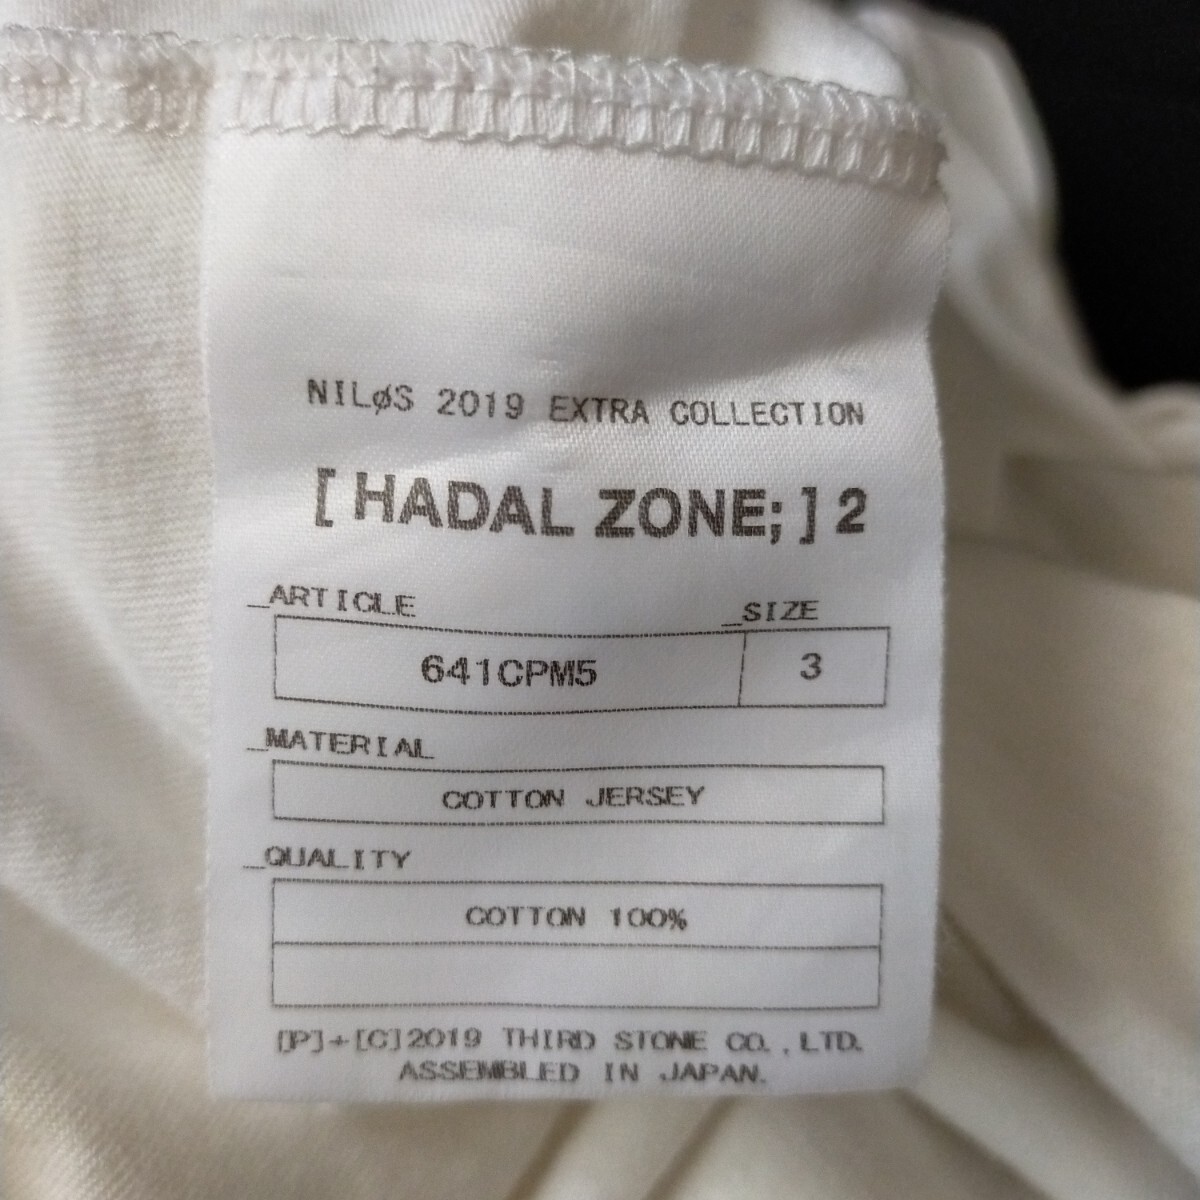 NILøS 2019 EXTRA COLLECTION
[ HADAL ZONE; ] 2
_ARTICLE
_SIZE
641CPM5
3
_MATERIAL
COTTON JERSEY
_QUALITY
COTTON 100%
[P]+[C]2019 THIRD STONE CO., LTD.
ASSEMBLED IN JAPAN.